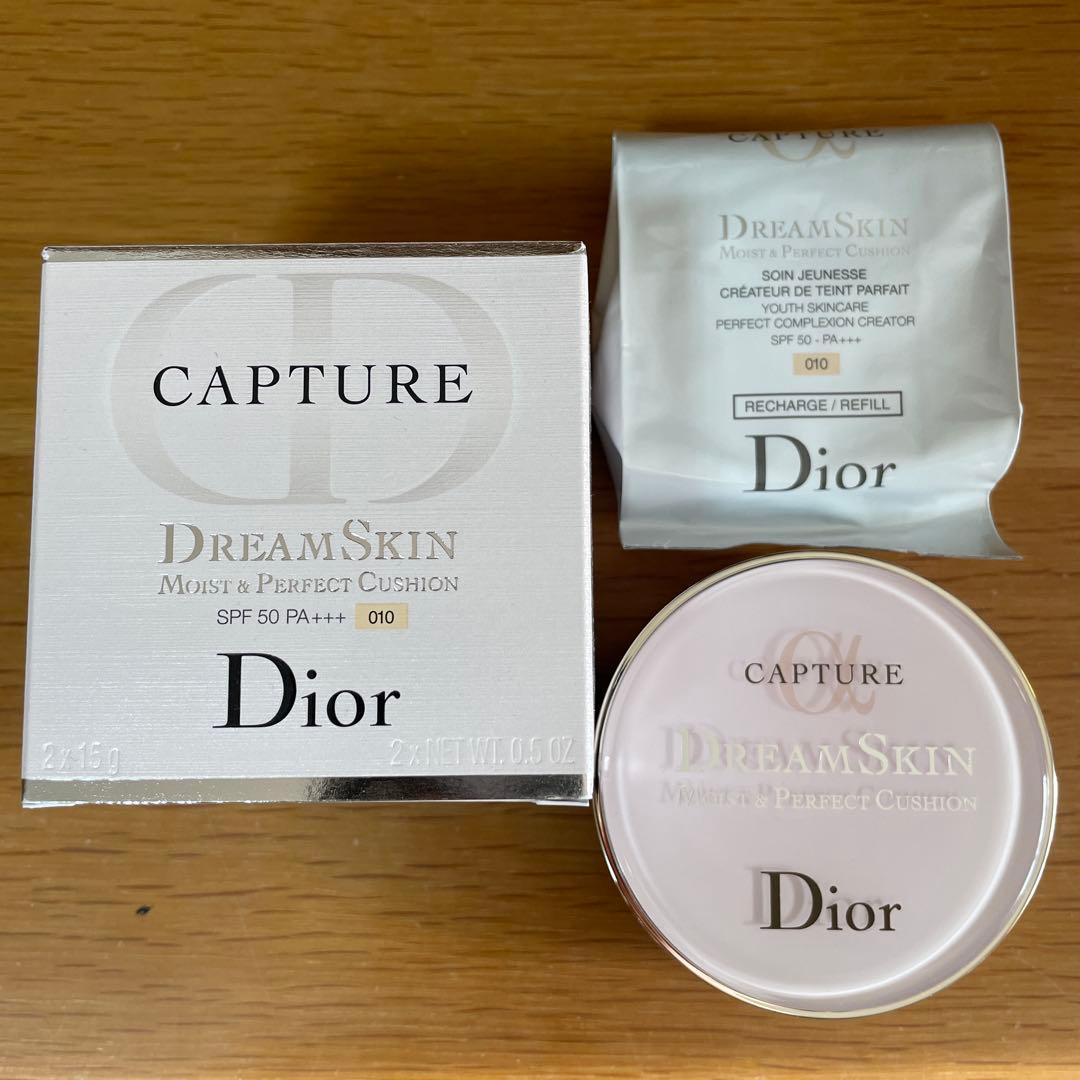 CAPTURE
DREAMSKIN
MOIST & PERFECT CUSHION
SPF 50 PA+++ 010
Dior
2 x 15 g 2 x NET WT. 0.5 OZ
CAPTURE
DREAMSKIN
MOIST & PERFECT CUSHION
SOIN JEUNESSE
CRÉATEUR DE TEINT PARFAIT
YOUTH SKINCARE
PERFECT COMPLEXION CREATOR
SPF 50 - PA+++
010
RECHARGE / REFILL
Dior
CAPTURE
DREAMSKIN
MOIST & PERFECT CUSHION
Dior